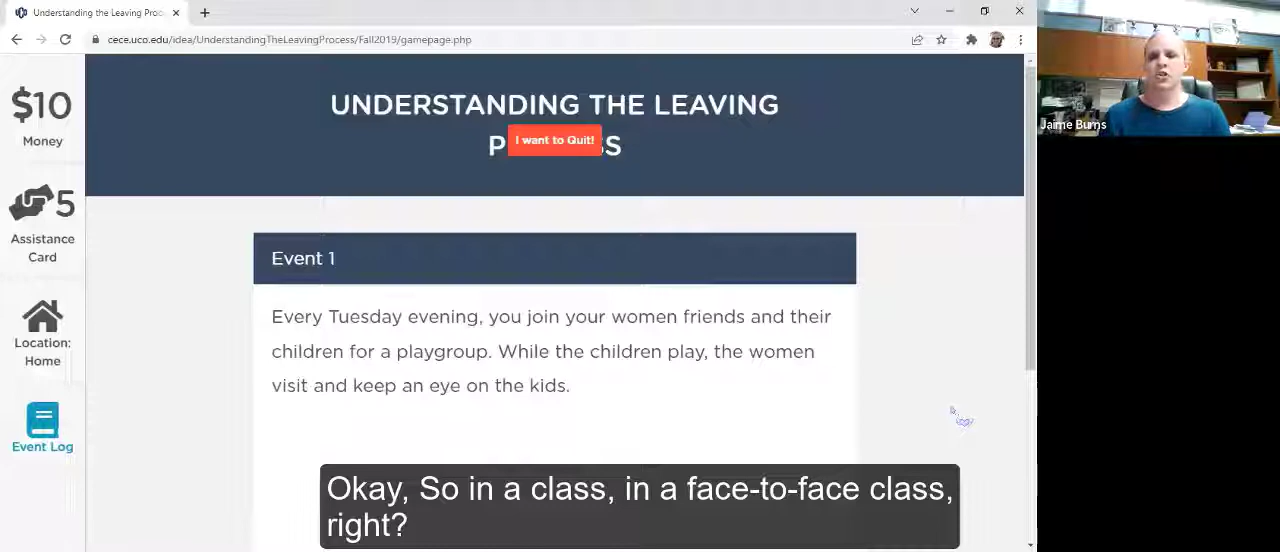 Understanding the Leaving Proc
cece.uco.edu/idea/UnderstandingTheLeavingProcess/Fall2019/gamepage.php
$10
Money
5
Assistance
Card
Location:
Home
Event Log
UNDERSTANDING THE LEAVING
P
I want to Quit!
SS
Event 1
Every Tuesday evening, you join your women friends and their
children for a playgroup. While the children play, the women
visit and keep an eye on the kids.
Jaime Burns
Okay, So in a class, in a face-to-face class,
right?